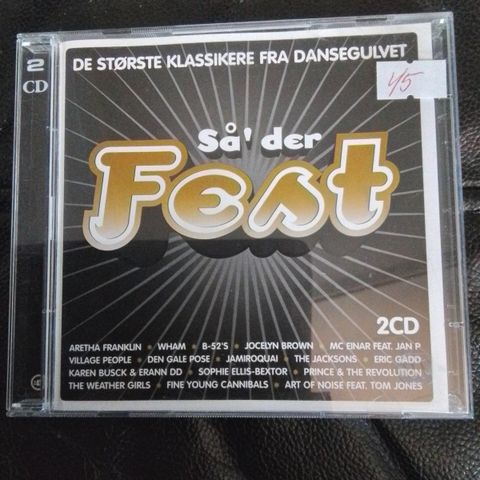 2
CD
DE STØRSTE KLASSIKERE FRA DANSEGULVET
45
Så' der
Fest
2CD
ARETHA FRANKLIN • WHAM • B-52'S • JOCELYN BROWN • MC EINAR FEAT. JAN P.
VILLAGE PEOPLE • DEN GALE POSE • JAMIROQUAI • THE JACKSONS • ERIC GADD
KAREN BUSCK & ERANN DD • SOPHIE ELLIS-BEXTOR • PRINCE & THE REVOLUTION
THE WEATHER GIRLS • FINE YOUNG CANNIBALS • ART OF NOISE FEAT. TOM JONES